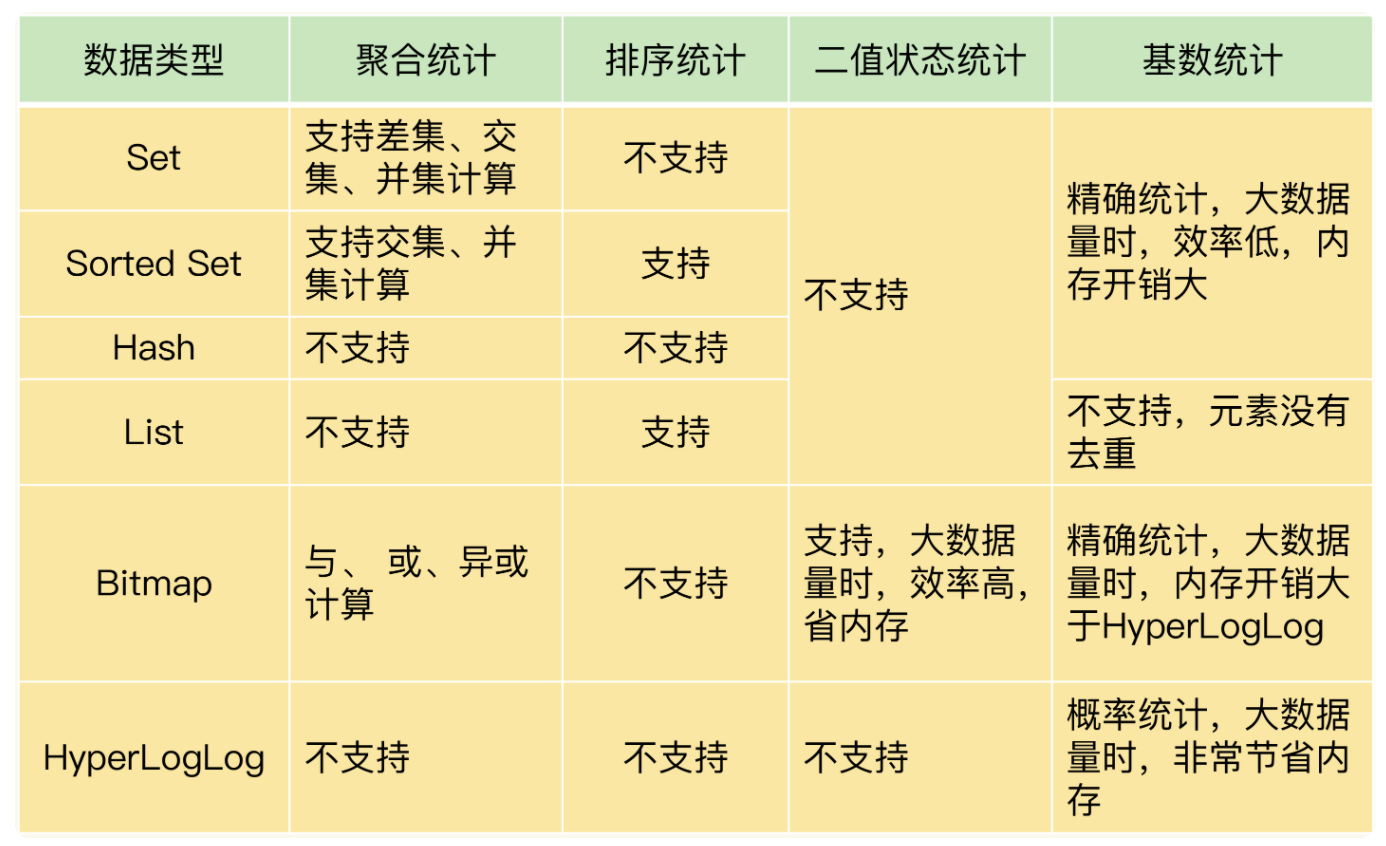 数据类型
聚合统计
排序统计
二值状态统计
基数统计
Set
支持差集、交
集、并集计算
不支持
不支持
精确统计，大数据
量时，效率低，内
存开销大
Sorted Set
支持交集、并
集计算
支持
Hash
不支持
不支持
List
不支持
支持
不支持，元素没有
去重
Bitmap
与、 或、异或
计算
不支持
支持，大数据
量时，效率高，
省内存
精确统计，大数据
量时，内存开销大
于HyperLogLog
HyperLogLog
不支持
不支持
不支持
概率统计，大数据
量时，非常节省内
存